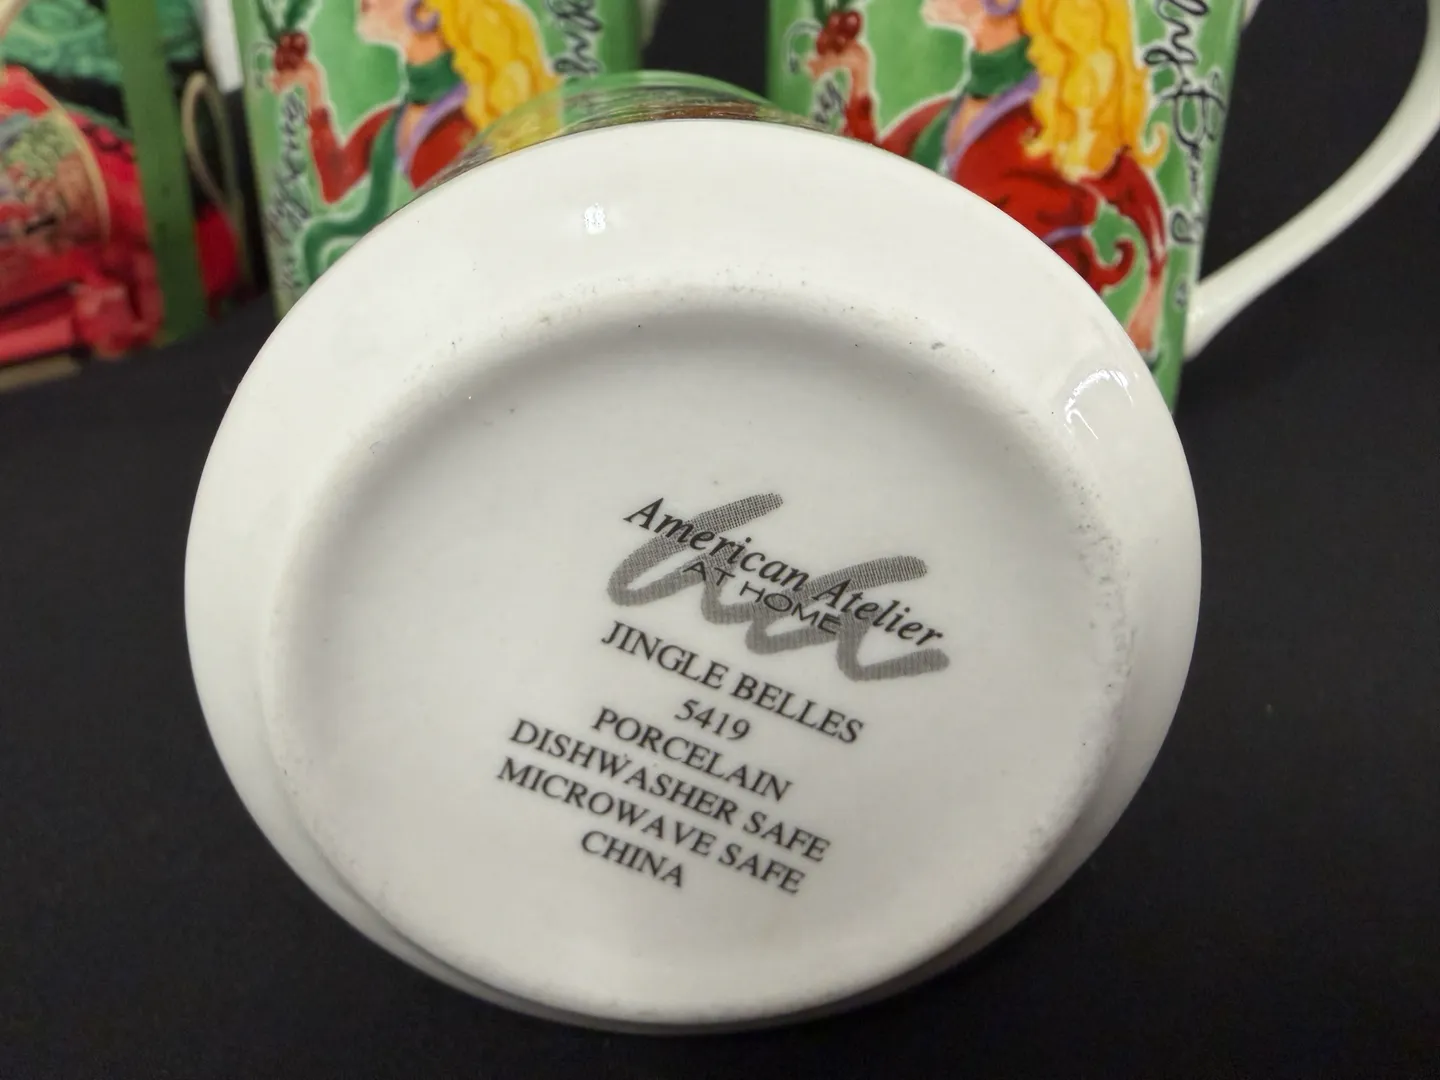 American Atelier
AT HOME
JINGLE BELLES
5419
PORCELAIN
DISHWASHER SAFE
MICROWAVE SAFE
CHINA